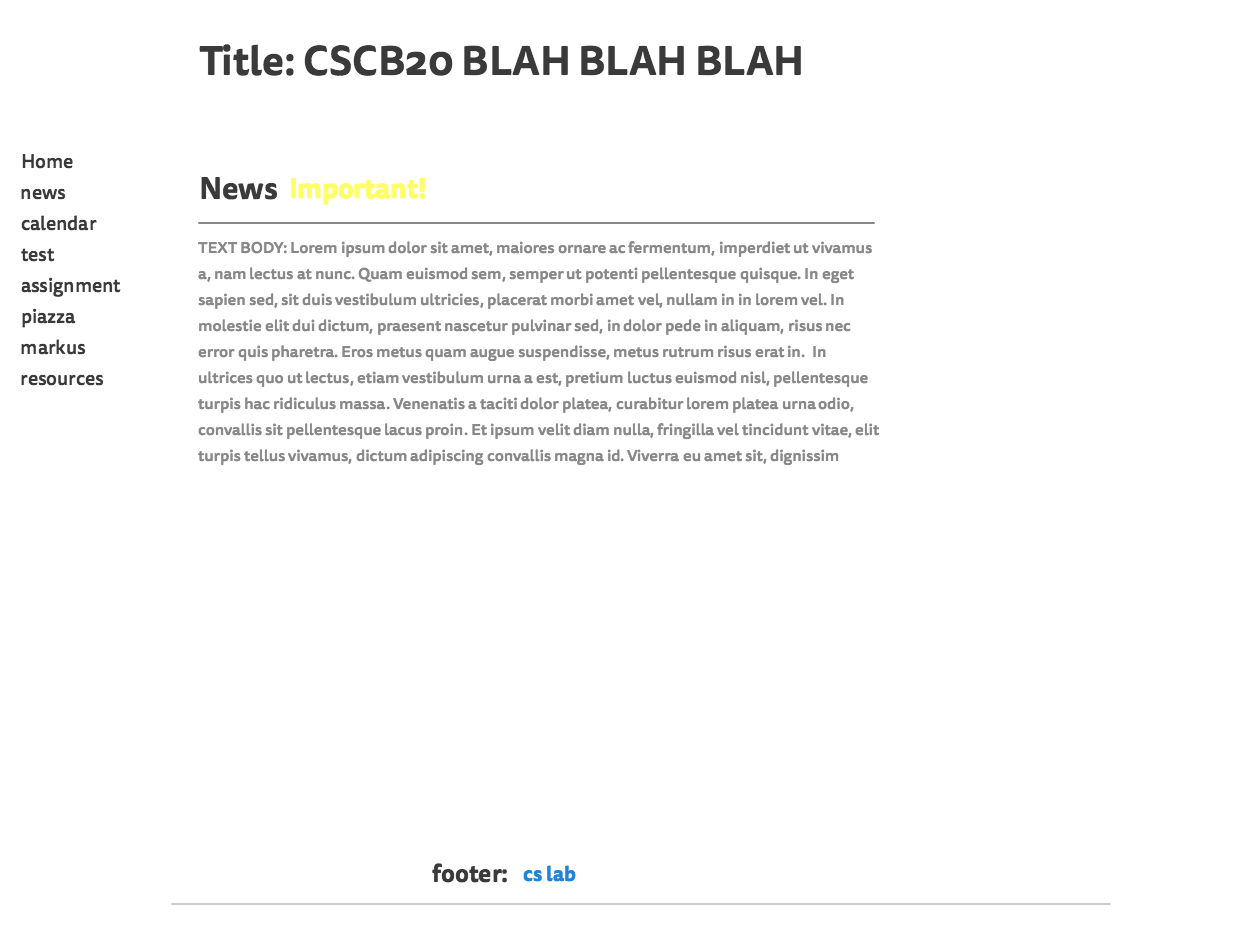 Title: CSCB20 BLAH BLAH BLAH
Home
news
calendar
test
assignment
piazza
markus
resources
News Important!
TEXT BODY: Lorem ipsum dolor sit amet, maiores ornare ac fermentum, imperdiet ut vivamus
a, nam lectus at nunc. Quam euismod sem, semper ut potenti pellentesque quisque. In eget
sapien sed, sit duis vestibulum ultricies, placerat morbi amet vel, nullam in in lorem vel. In
molestie elit dui dictum, praesent nascetur pulvinar sed, in dolor pede in aliquam, risus nec
error quis pharetra. Eros metus quam augue suspendisse, metus rutrum risus erat in. In
ultrices quo ut lectus, etiam vestibulum urna a est, pretium luctus euismod nisl, pellentesque
turpis hac ridiculus massa. Venenatis a taciti dolor platea, curabitur lorem platea urna odio,
convallis sit pellentesque lacus proin. Et ipsum velit diam nulla, fringilla vel tincidunt vitae, elit
turpis tellus vivamus, dictum adipiscing convallis magna id. Viverra eu amet sit, dignissim
footer: cs lab